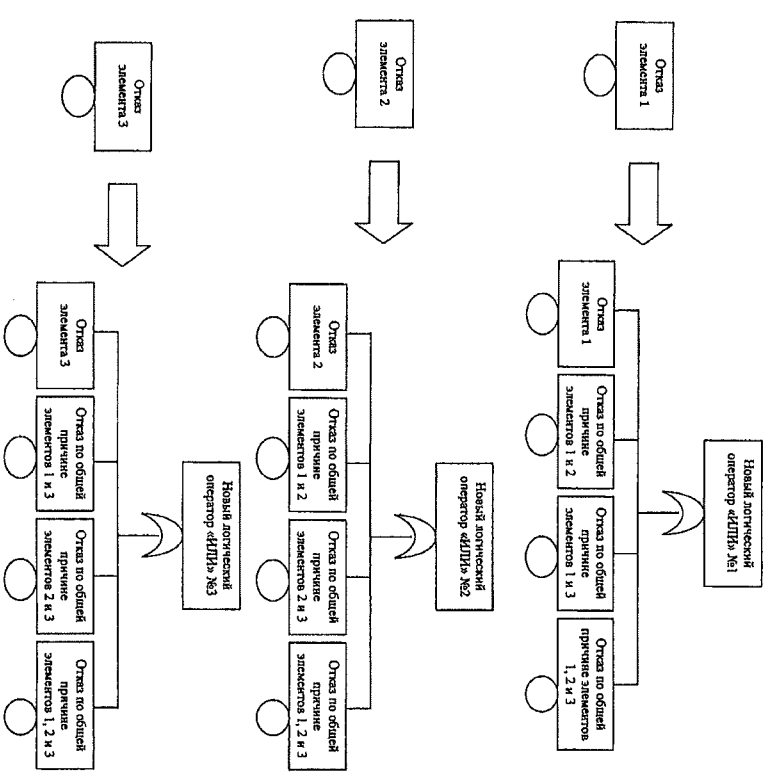 Отказ
элемента 1
Новый логический
оператор «ИЛИ» №1
Отказ
элемента 1
Отказ по общей
причине
элементов 1 и 2
Отказ по общей
причине
элементов 1 и 3
Отказ по общей
причине элементов
1, 2 и 3
Отказ
элемента 2
Новый логический
оператор «ИЛИ» №2
Отказ
элемента 2
Отказ по общей
причине
элементов 1 и 2
Отказ по общей
причине
элементов 2 и 3
Отказ по общей
причине
элементов 1, 2 и 3
Отказ
элемента 3
Новый логический
оператор «ИЛИ» №3
Отказ
элемента 3
Отказ по общей
причине
элементов 1 и 3
Отказ по общей
причине
элементов 2 и 3
Отказ по общей
причине
элементов 1, 2 и 3